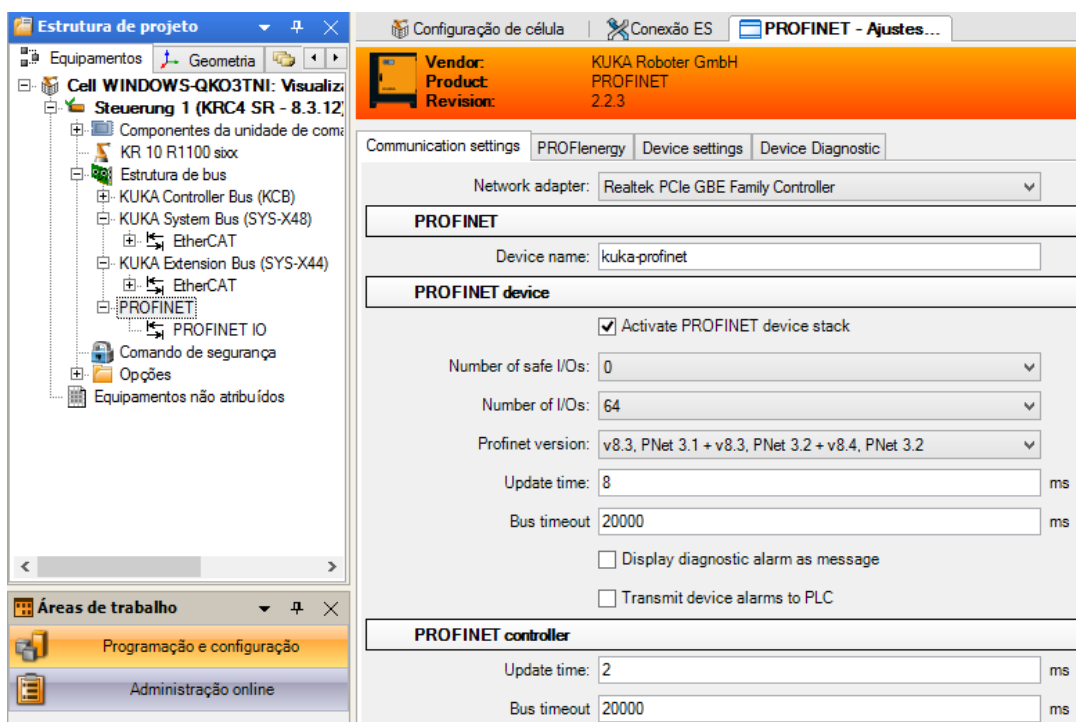 Estrutura de projeto
Equipamentos
Geometria
Cell WINDOWS-QKO3TNI: Visualiz
Steuerung 1 (KRC4 SR - 8.3.12)
Componentes da unidade de coma
KR 10 R1100 sixx
Estrutura de bus
KUKA Controller Bus (KCB)
KUKA System Bus (SYS-X48)
EtherCAT
KUKA Extension Bus (SYS-X44)
EtherCAT
PROFINET
PROFINET IO
Comando de segurança
Opções
Equipamentos não atribuídos
Áreas de trabalho
Programação e configuração
Administração online
Configuração de célula
Conexão ES
PROFINET - Ajustes...
Vendor: KUKA Roboter GmbH
Product: PROFINET
Revision: 2.2.3
Communication settings
PROFIenergy
Device settings
Device Diagnostic
Network adapter: Realtek PCIe GBE Family Controller
PROFINET
Device name: kuka-profinet
PROFINET device
Activate PROFINET device stack
Number of safe I/Os: 0
Number of I/Os: 64
Profinet version: v8.3, PNet 3.1 + v8.3, PNet 3.2 + v8.4, PNet 3.2
Update time: 8 ms
Bus timeout 20000 ms
Display diagnostic alarm as message
Transmit device alarms to PLC
PROFINET controller
Update time: 2 ms
Bus timeout 20000 ms